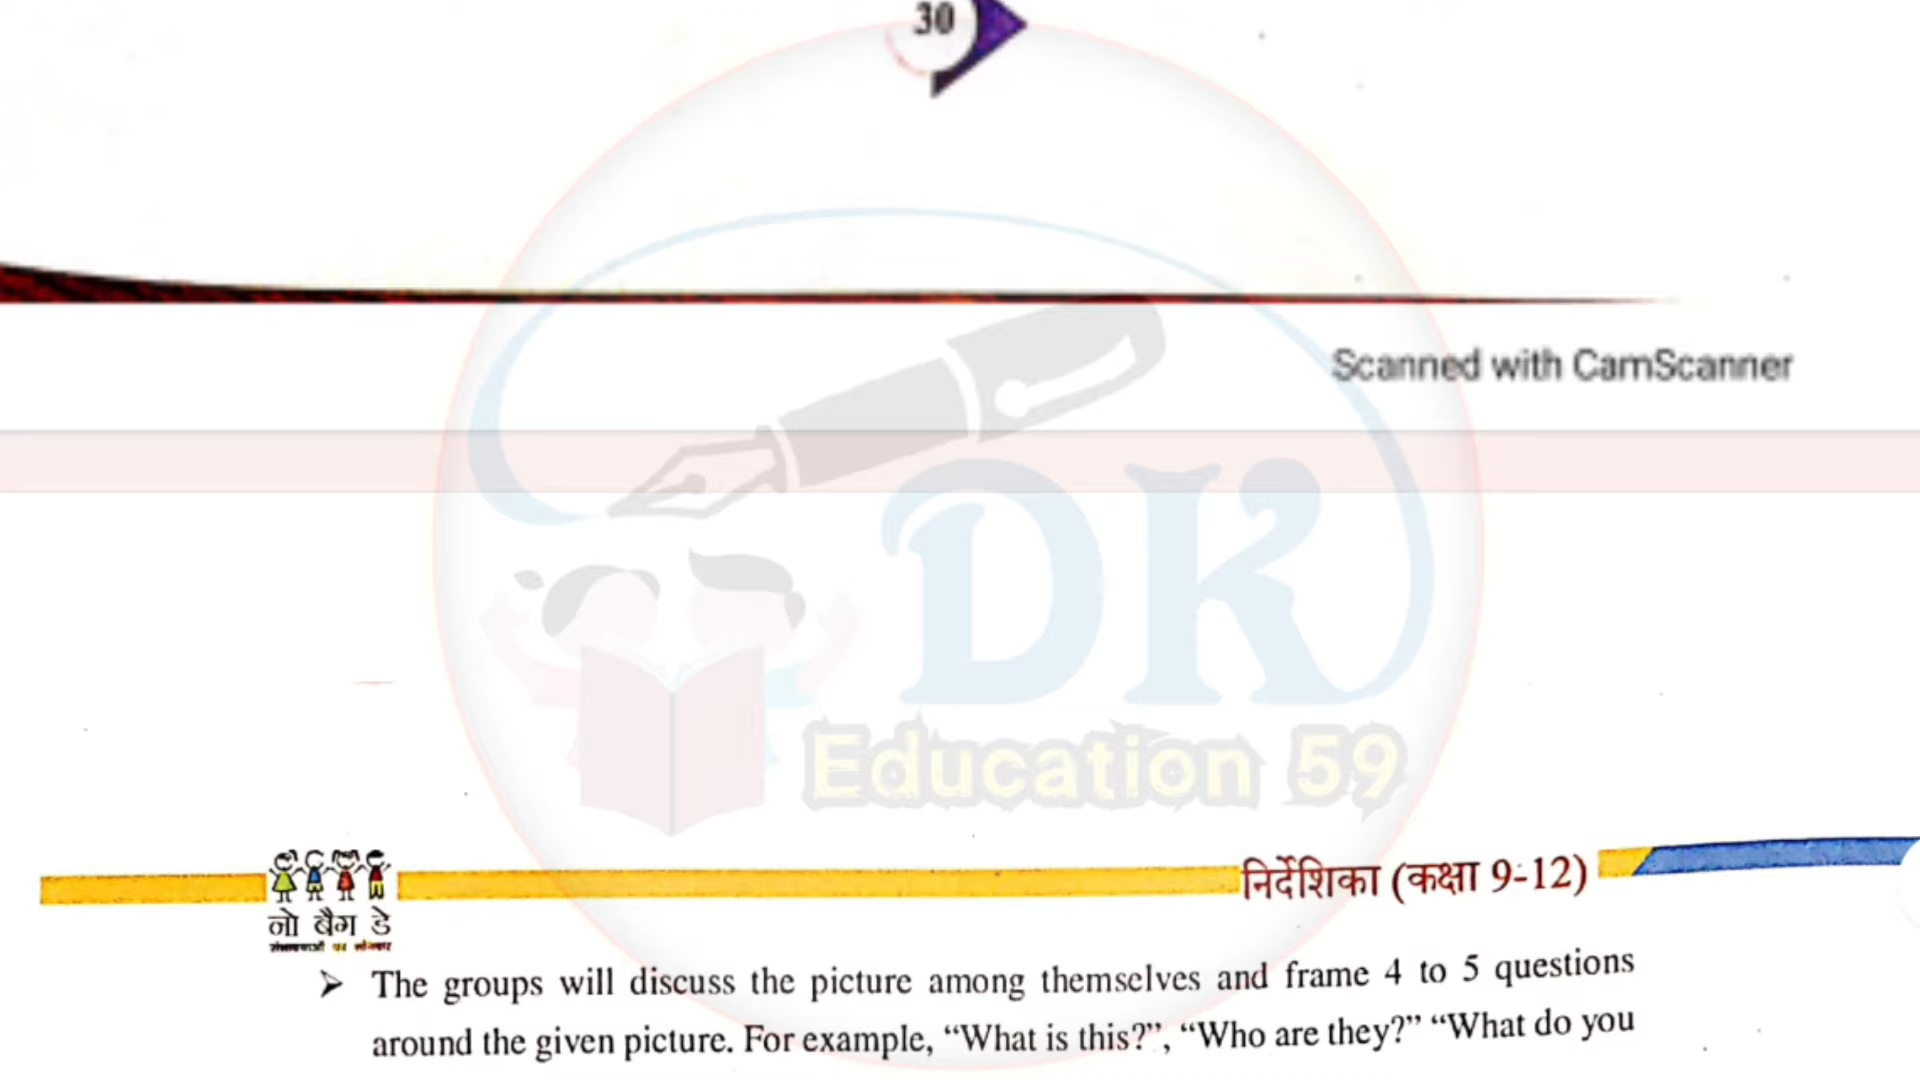 30
Scanned with CamScanner
DK
Education 59
निर्देशिका (कक्षा 9-12)
नो बैग डे
➤ The groups will discuss the picture among themselves and frame 4 to 5 questions
around the given picture. For example, “What is this?”, “Who are they?” “What do you